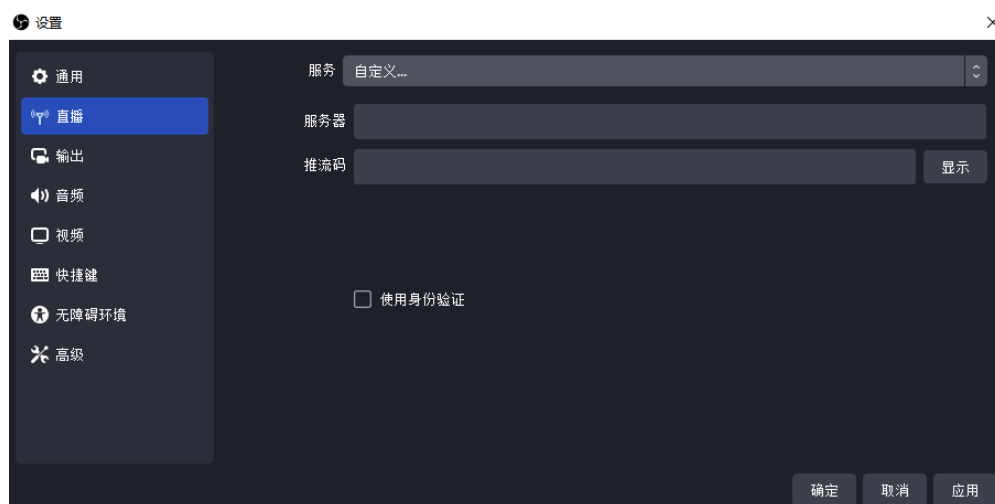 设置
通用
直播
输出
音频
视频
快捷键
无障碍环境
高级
服务 自定义...
服务器
推流码 显示
使用身份验证
确定 取消 应用